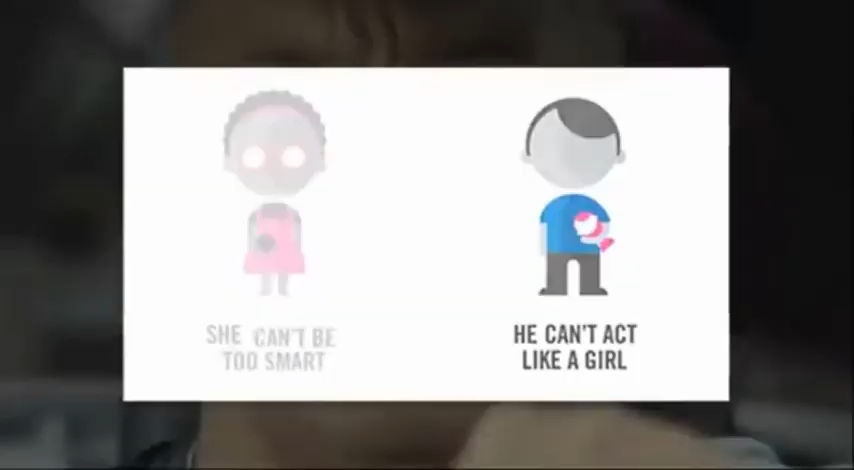 SHE CAN'T BE
TOO SMART
HE CAN'T ACT
LIKE A GIRL